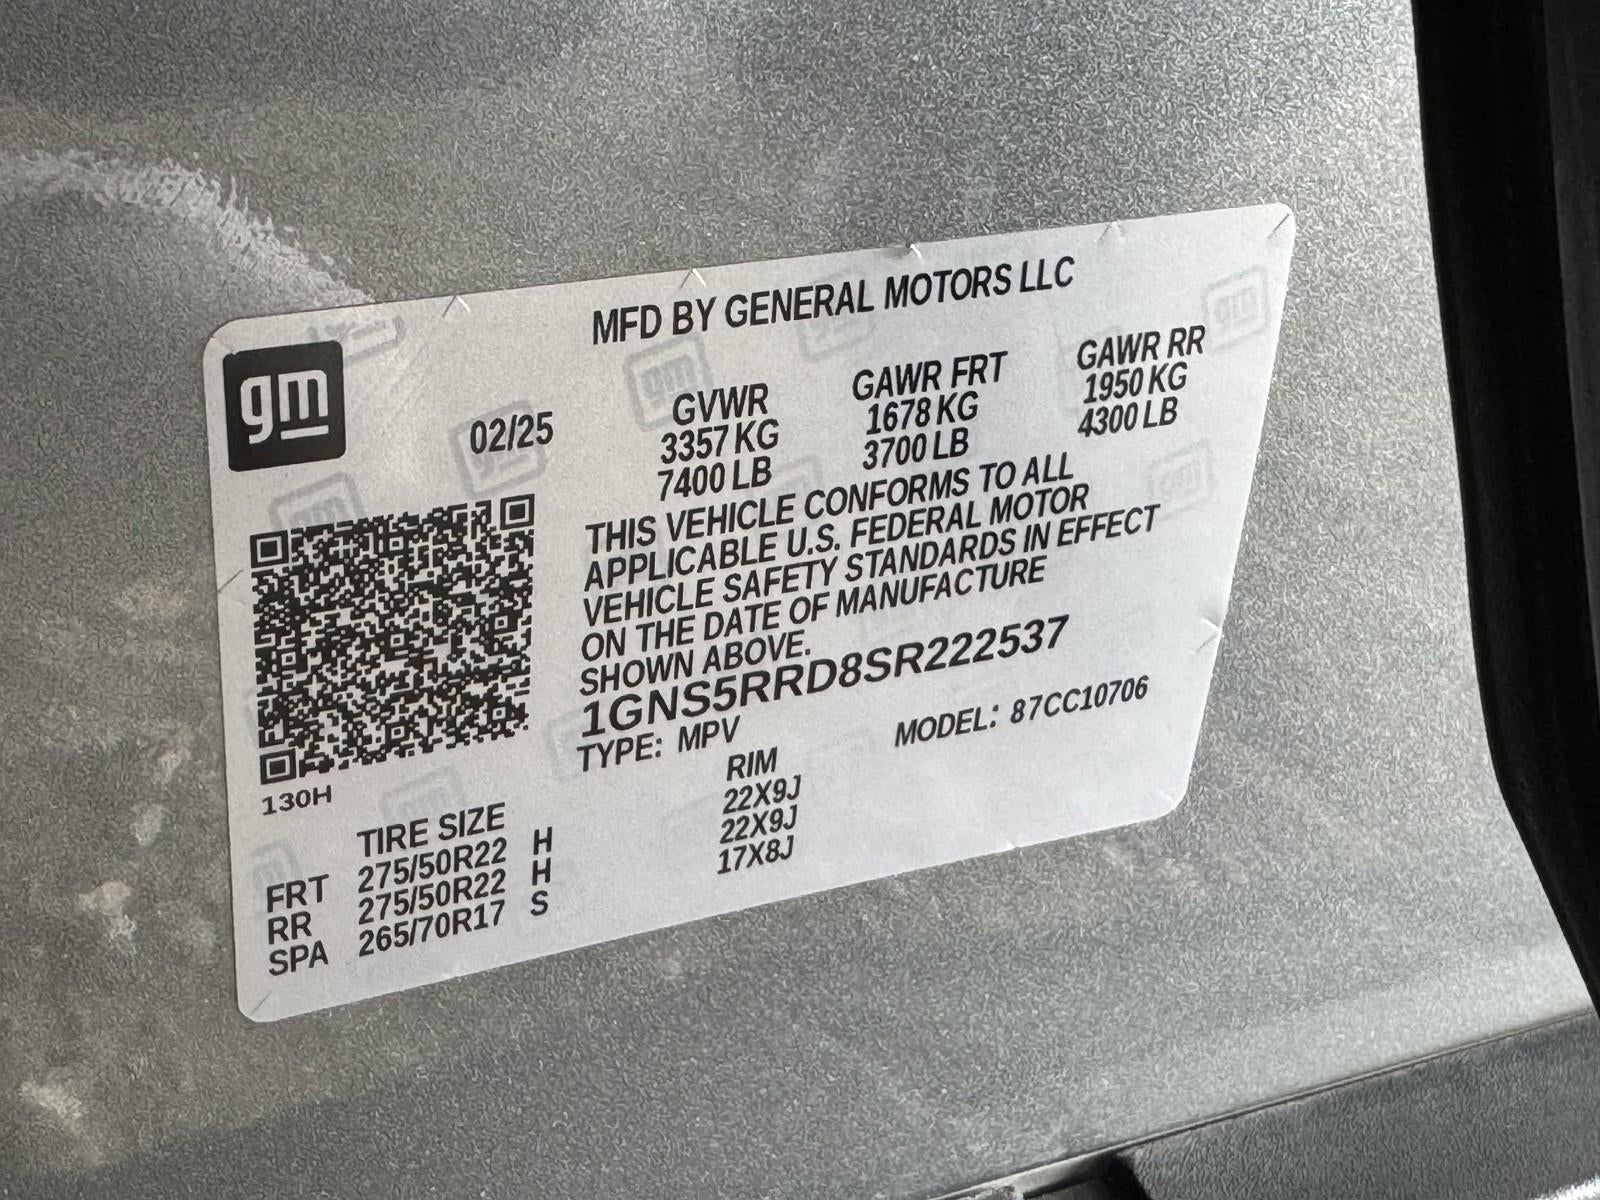 MFD BY GENERAL MOTORS LLC
gm
02/25
GVWR GAWR FRT GAWR RR
3357 KG 1678 KG 1950 KG
7400 LB 3700 LB 4300 LB
THIS VEHICLE CONFORMS TO ALL
APPLICABLE U.S. FEDERAL MOTOR
VEHICLE SAFETY STANDARDS IN EFFECT
ON THE DATE OF MANUFACTURE
SHOWN ABOVE.
1GNS5RRD8SR222537
TYPE: MPV MODEL: 87CC10706
130H
TIRE SIZE RIM
FRT 275/50R22 H 22X9J
RR 275/50R22 H 22X9J
SPA 265/70R17 S 17X8J